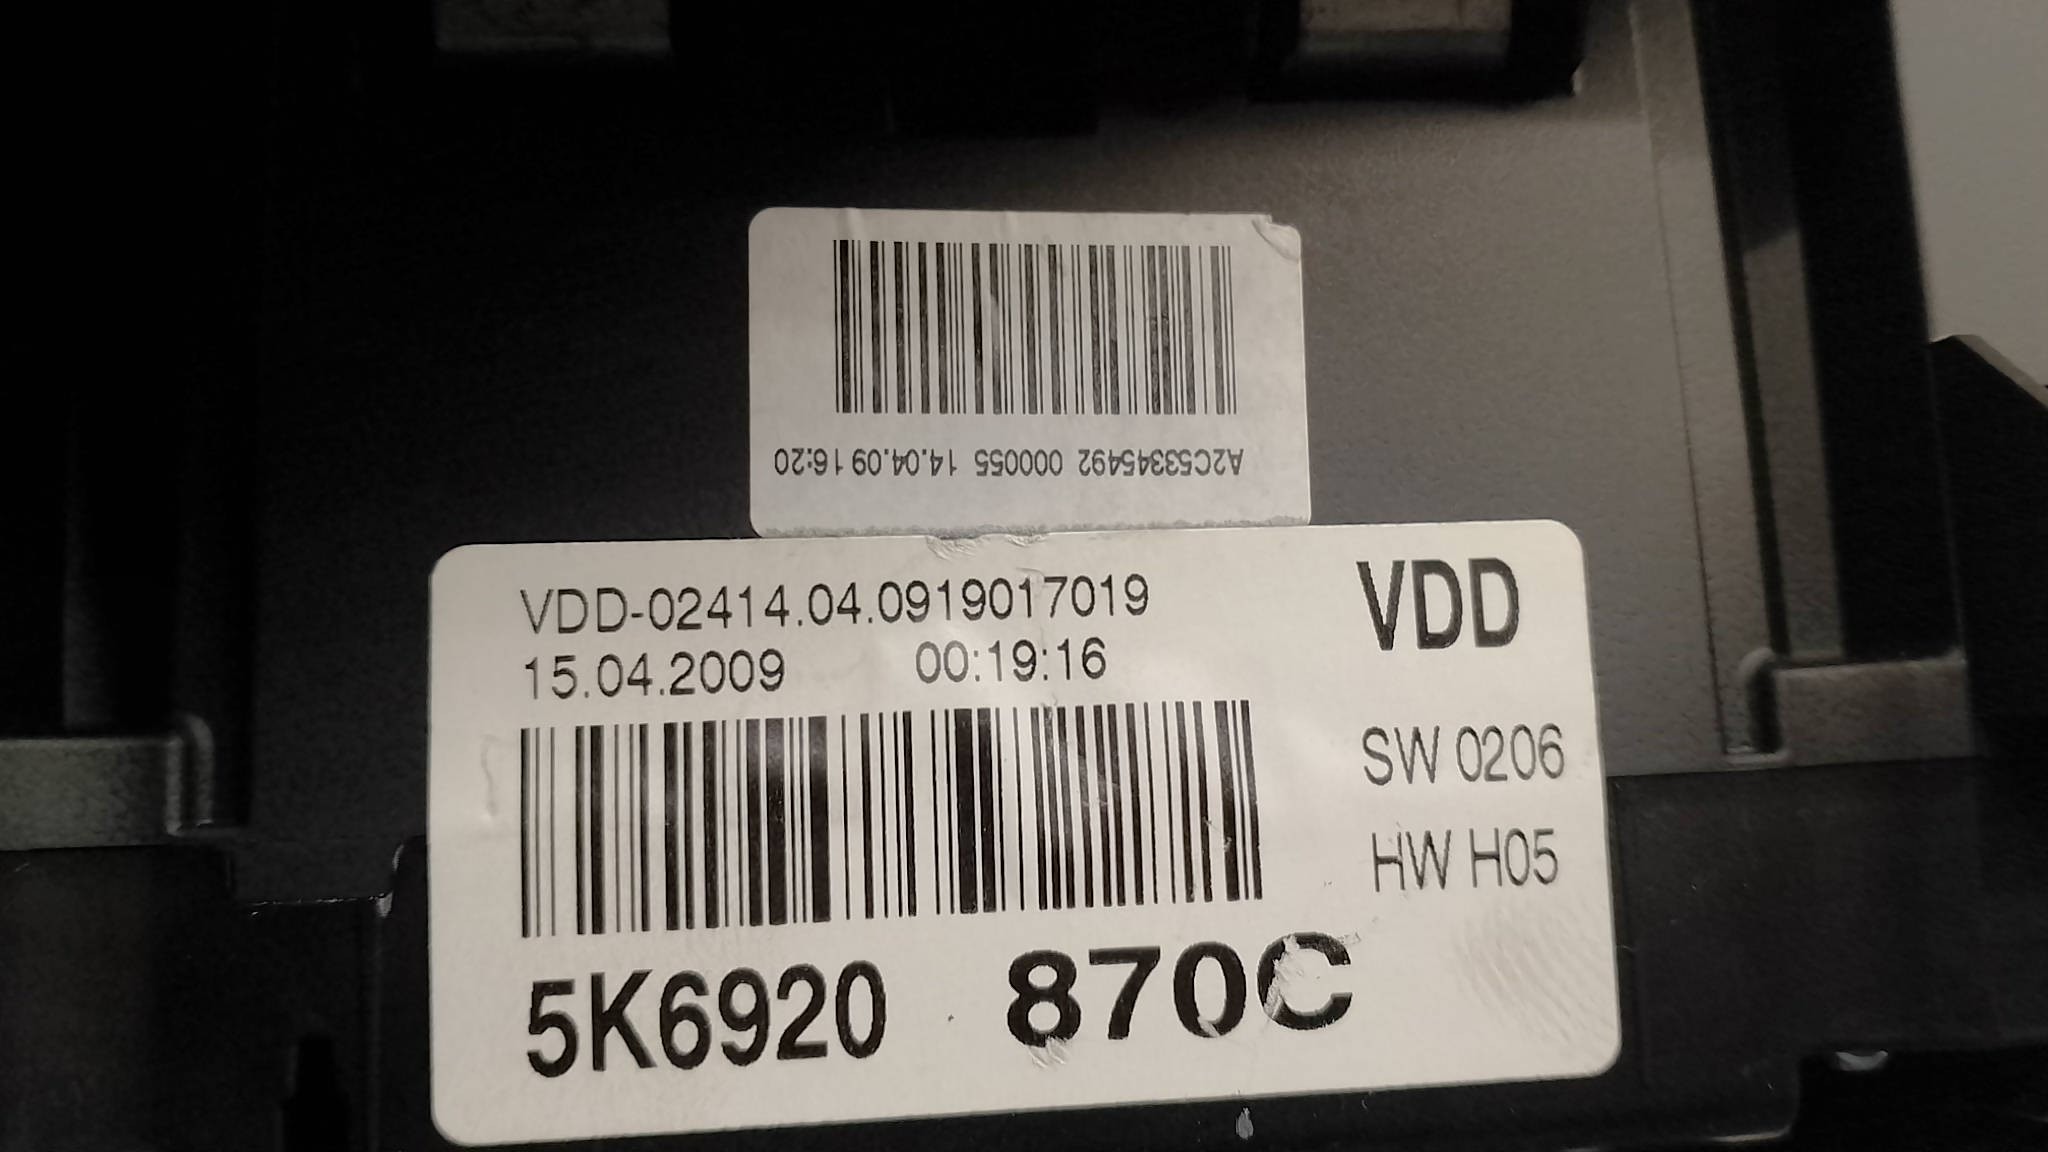 A2C53345492 000055 14.04.09 16:20
VDD-02414.04.0919017019
15.04.2009 00:19:16
VDD
SW 0206
HW H05
5K6920 870C